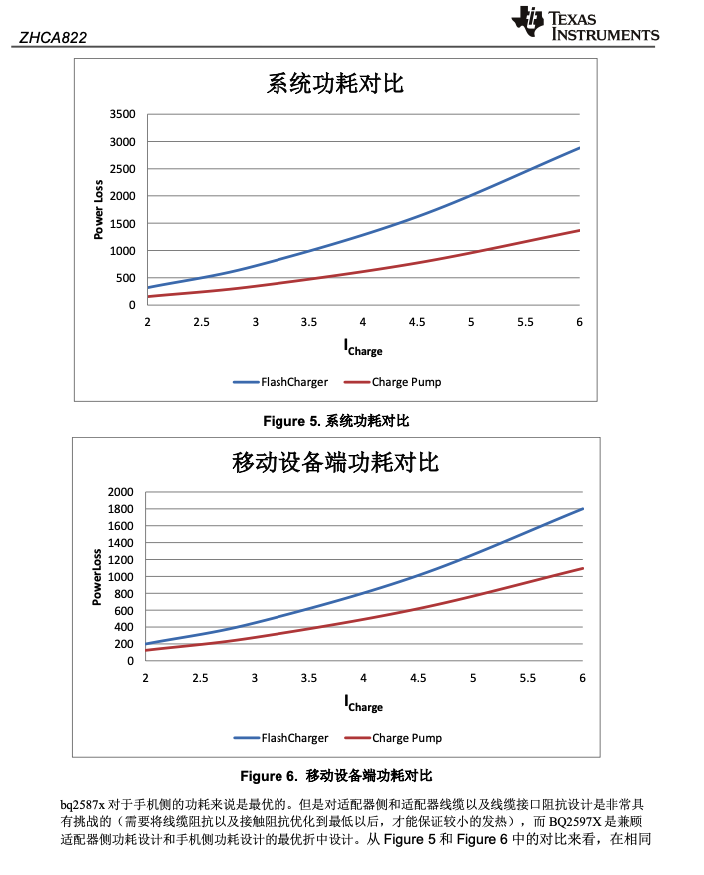 TEXAS
INSTRUMENTS
ZHCA822
系统功耗对比
3500
3000
2500
2000
1500
1000
500
0
Power Loss
2 2.5 3 3.5 4 4.5 5 5.5 6
ICharge
FlashCharger Charge Pump
Figure 5. 系统功耗对比
移动设备端功耗对比
2000
1800
1600
1400
1200
1000
800
600
400
200
0
PowerLoss
2 2.5 3 3.5 4 4.5 5 5.5 6
ICharge
FlashCharger Charge Pump
Figure 6. 移动设备端功耗对比
bq2587x 对于手机侧的功耗来说是最优的。但是对适配器侧和适配器线缆以及线缆接口阻抗设计是非常具
有挑战的（需要将线缆阻抗以及接触阻抗优化到最低以后，才能保证较小的发热），而 BQ2597X 是兼顾
适配器侧功耗设计和手机侧功耗设计的最优折中设计。从 Figure 5 和 Figure 6 中的对比来看，在相同